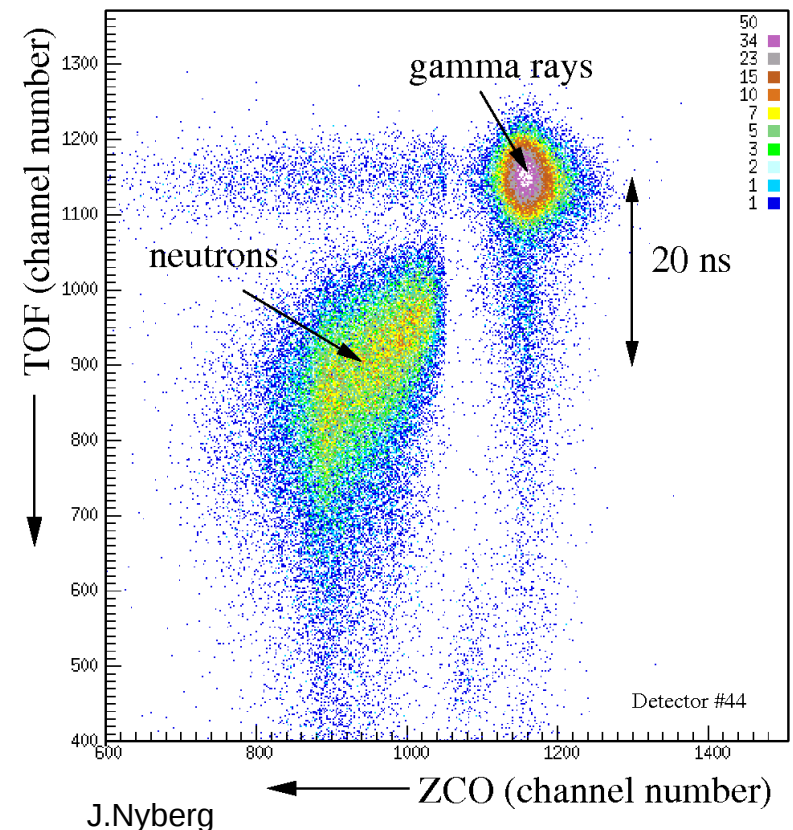 50
34
23
15
10
7
5
3
2
1
1
gamma rays
neutrons
20 ns
TOF (channel number)
1300
1200
1100
1000
900
800
700
600
500
400
Detector #44
600 800 1000 1200 1400
ZCO (channel number)
J.Nyberg